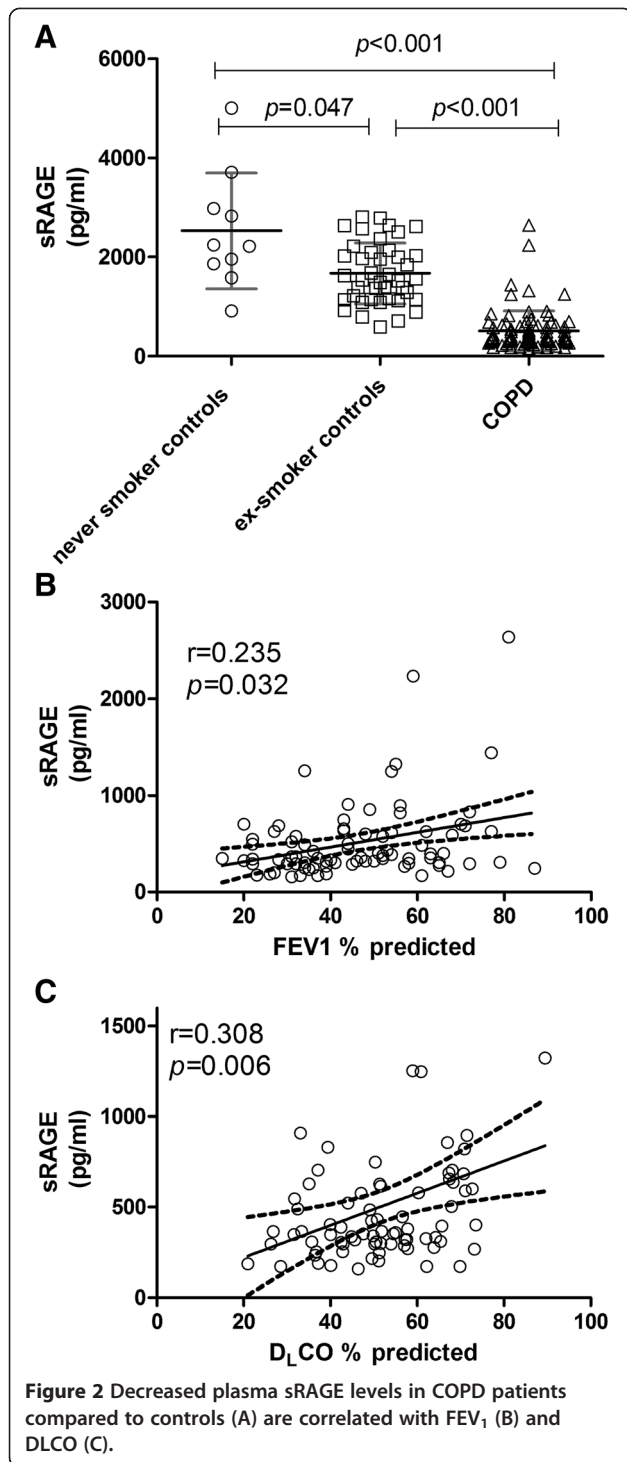 A
p<0.001
p=0.047
p<0.001
6000
4000
2000
0
sRAGE
(pg/ml)
never smoker controls
ex-smoker controls
COPD
B
r=0.235
p=0.032
3000
2000
1000
0
sRAGE
(pg/ml)
0 20 40 60 80 100
FEV1 % predicted
C
r=0.308
p=0.006
1500
1000
500
0
sRAGE
(pg/ml)
0 20 40 60 80 100
DLCO % predicted
Figure 2 Decreased plasma sRAGE levels in COPD patients
compared to controls (A) are correlated with FEV1 (B) and
DLCO (C).